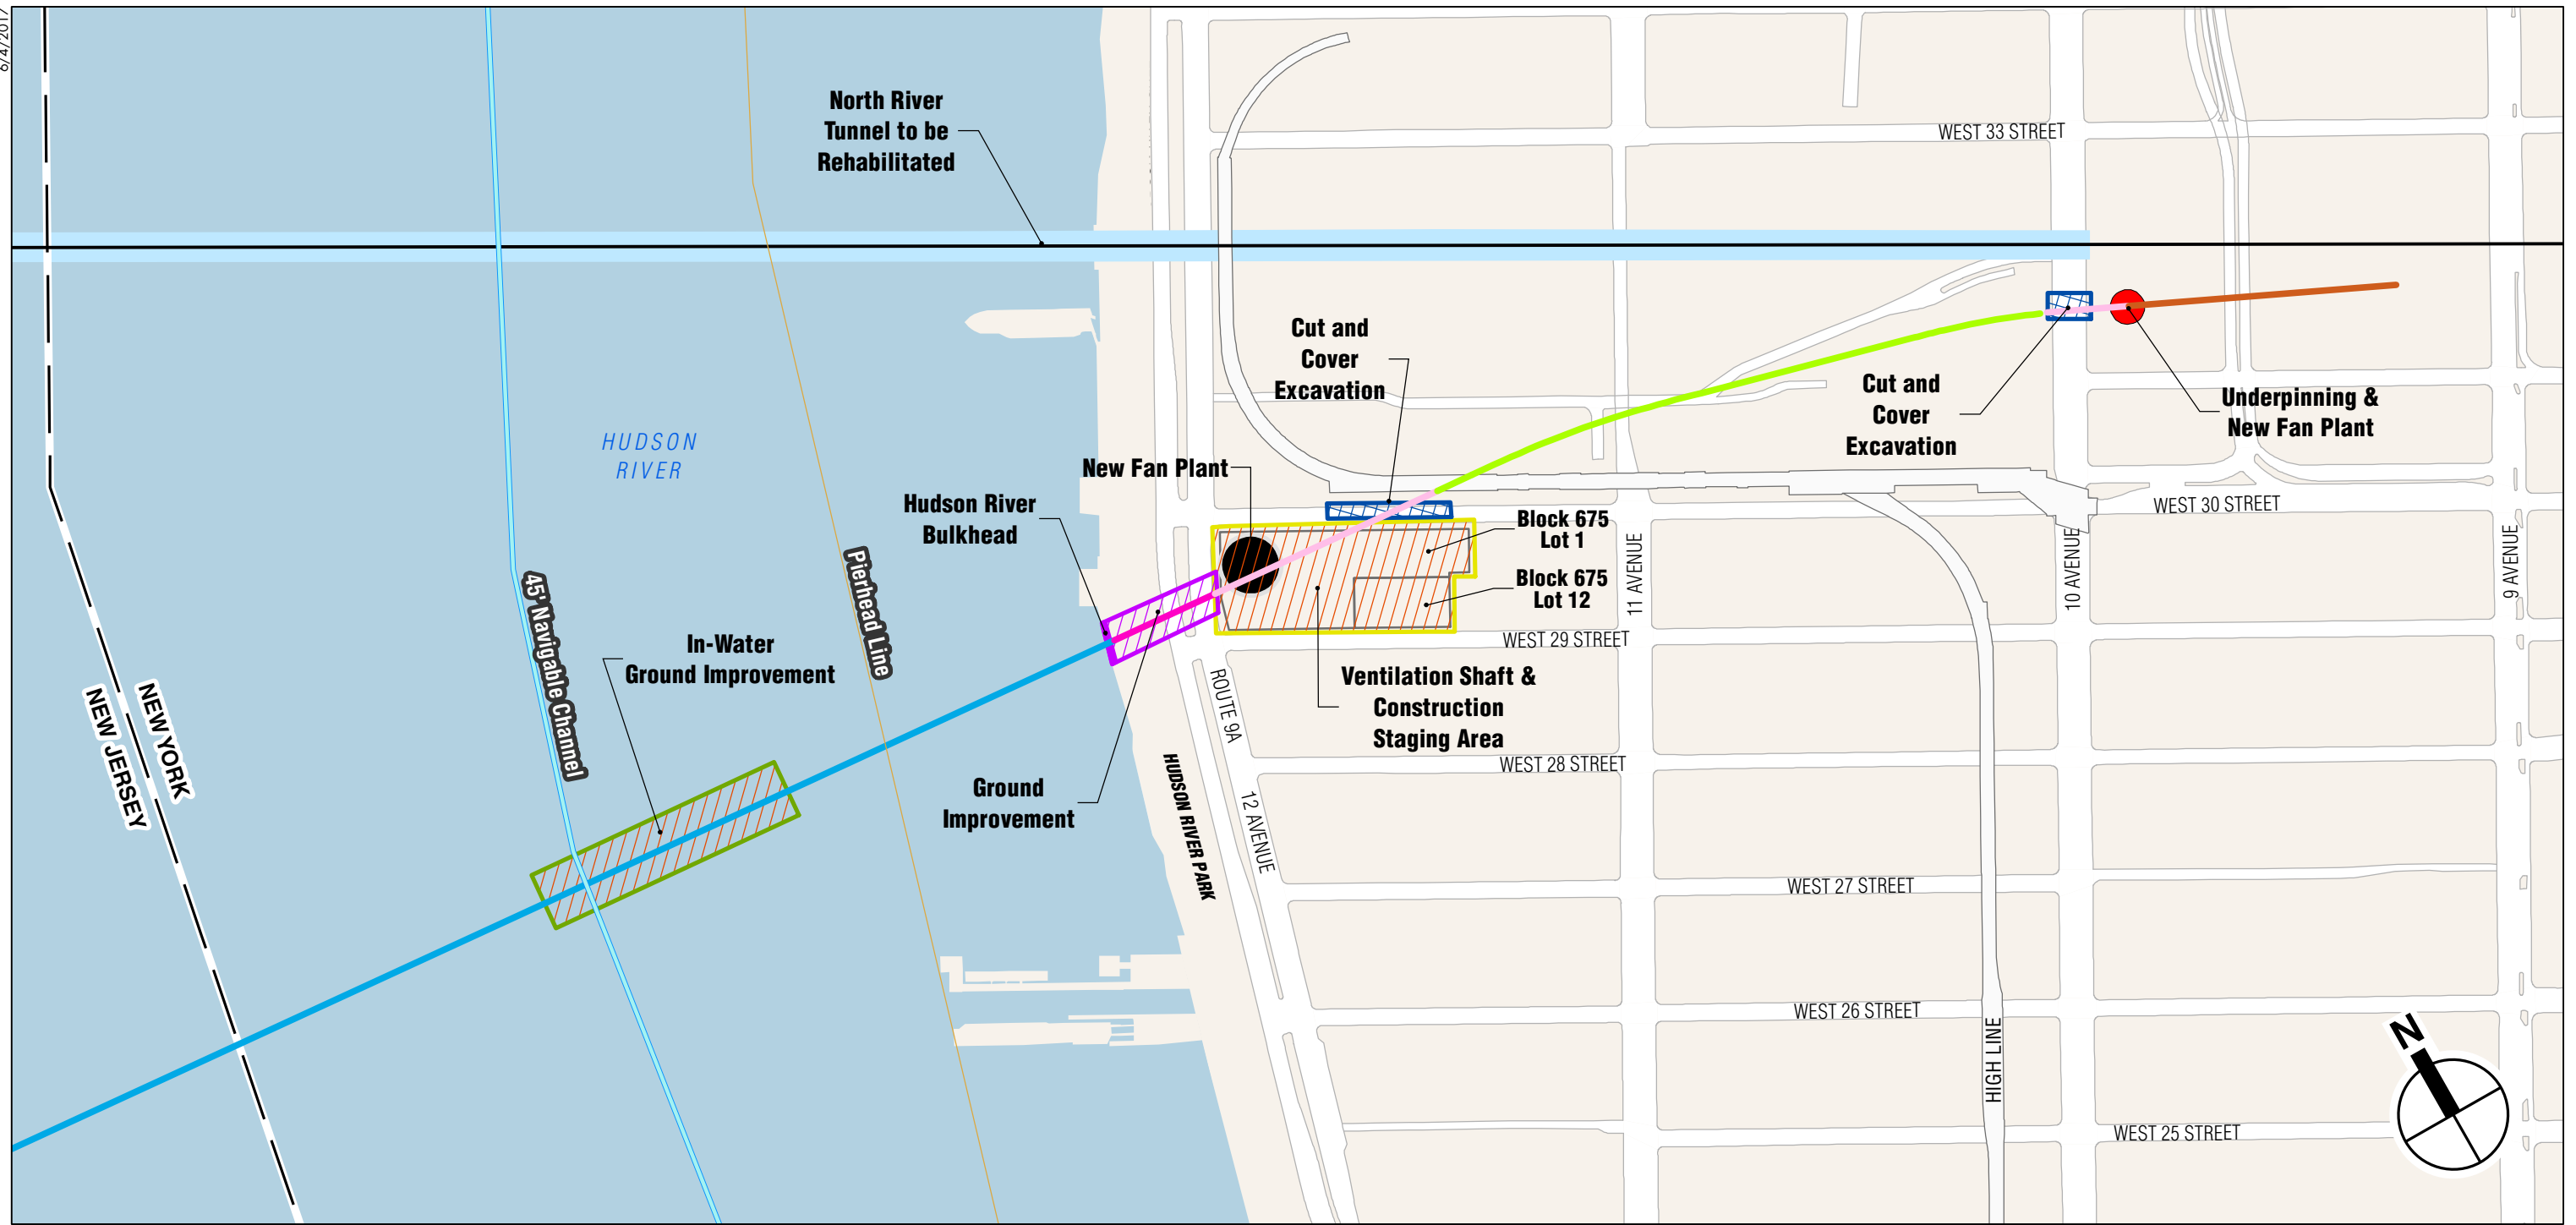 6/4/2017
North River
Tunnel to be
Rehabilitated
WEST 33 STREET
Cut and
Cover
Excavation
Cut and
Cover
Excavation
Underpinning &
New Fan Plant
HUDSON
RIVER
New Fan Plant
Hudson River
Bulkhead
WEST 30 STREET
Block 675
Lot 1
Block 675
Lot 12
11 AVENUE
10 AVENUE
9 AVENUE
45' Navigable Channel
Pierhead Line
In-Water
Ground Improvement
WEST 29 STREET
ROUTE 9A
Ventilation Shaft &
Construction
Staging Area
NEW YORK
NEW JERSEY
WEST 28 STREET
Ground
Improvement
HUDSON RIVER PARK
12 AVENUE
WEST 27 STREET
WEST 26 STREET
HIGH LINE
N
WEST 25 STREET